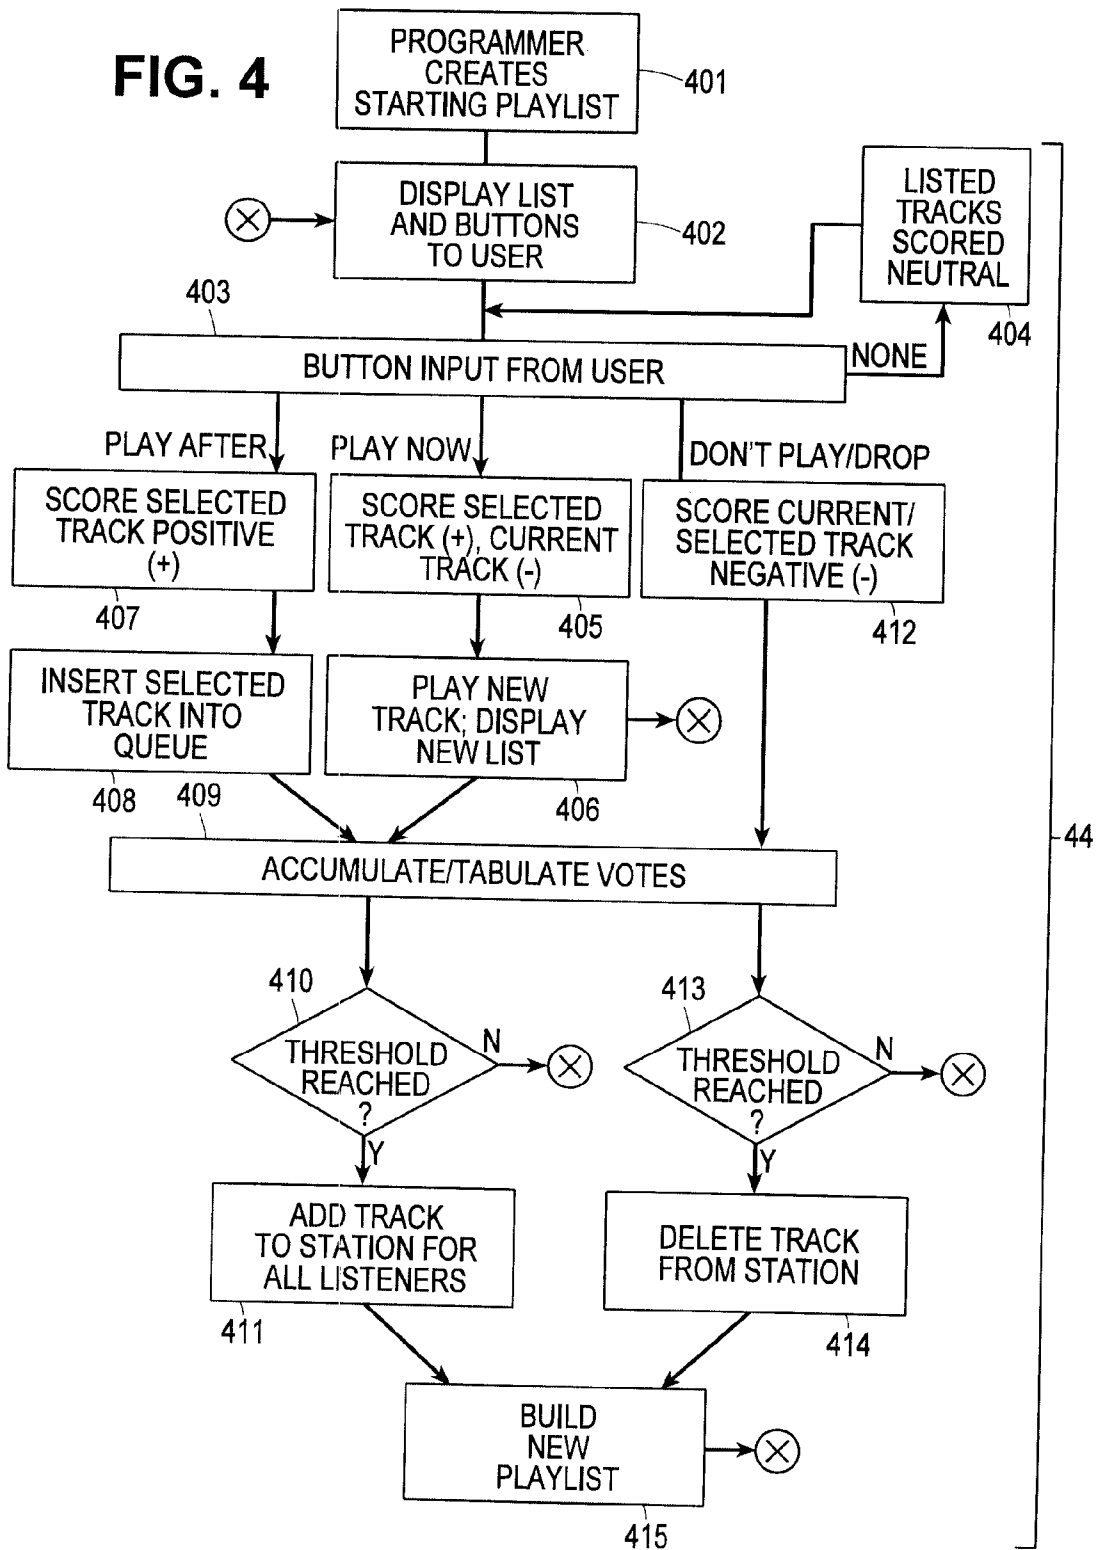 FIG. 4
PROGRAMMER
CREATES
STARTING PLAYLIST
401
DISPLAY LIST
AND BUTTONS
TO USER
402
LISTED
TRACKS
SCORED
NEUTRAL
404
403
BUTTON INPUT FROM USER
NONE
PLAY AFTER
PLAY NOW
DON'T PLAY/DROP
SCORE SELECTED
TRACK POSITIVE
(+)
407
SCORE SELECTED
TRACK (+), CURRENT
TRACK (-)
405
SCORE CURRENT/
SELECTED TRACK
NEGATIVE (-)
412
INSERT SELECTED
TRACK INTO
QUEUE
408
PLAY NEW
TRACK; DISPLAY
NEW LIST
406
409
ACCUMULATE/TABULATE VOTES
44
410
THRESHOLD
REACHED
?
N
Y
413
THRESHOLD
REACHED
?
N
Y
ADD TRACK
TO STATION FOR
ALL LISTENERS
411
DELETE TRACK
FROM STATION
414
BUILD
NEW
PLAYLIST
415